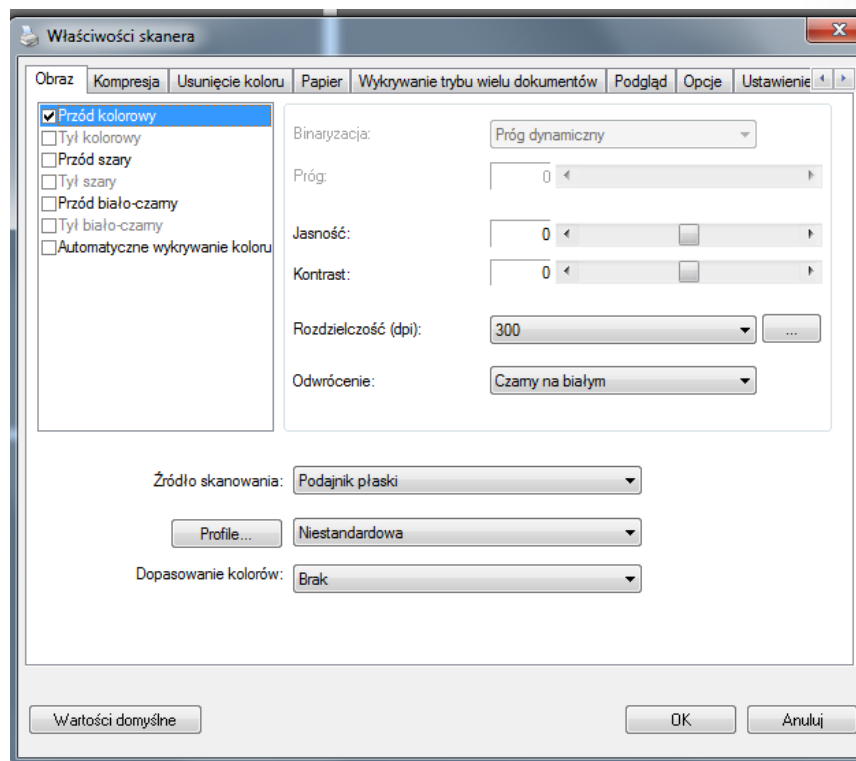 Właściwości skanera
Obraz Kompresja Usunięcie koloru Papier Wykrywanie trybu wielu dokumentów Podgląd Opcje Ustawienie
Przód kolorowy
Tył kolorowy
Przód szary
Tył szary
Przód biało-czarny
Tył biało-czarny
Automatyczne wykrywanie koloru
Binaryzacja: Próg dynamiczny
Próg: 0
Jasność: 0
Kontrast: 0
Rozdzielczość (dpi): 300 ...
Odwrócenie: Czarny na białym
Źródło skanowania: Podajnik płaski
Profile... Niestandardowa
Dopasowanie kolorów: Brak
Wartości domyślne OK Anuluj